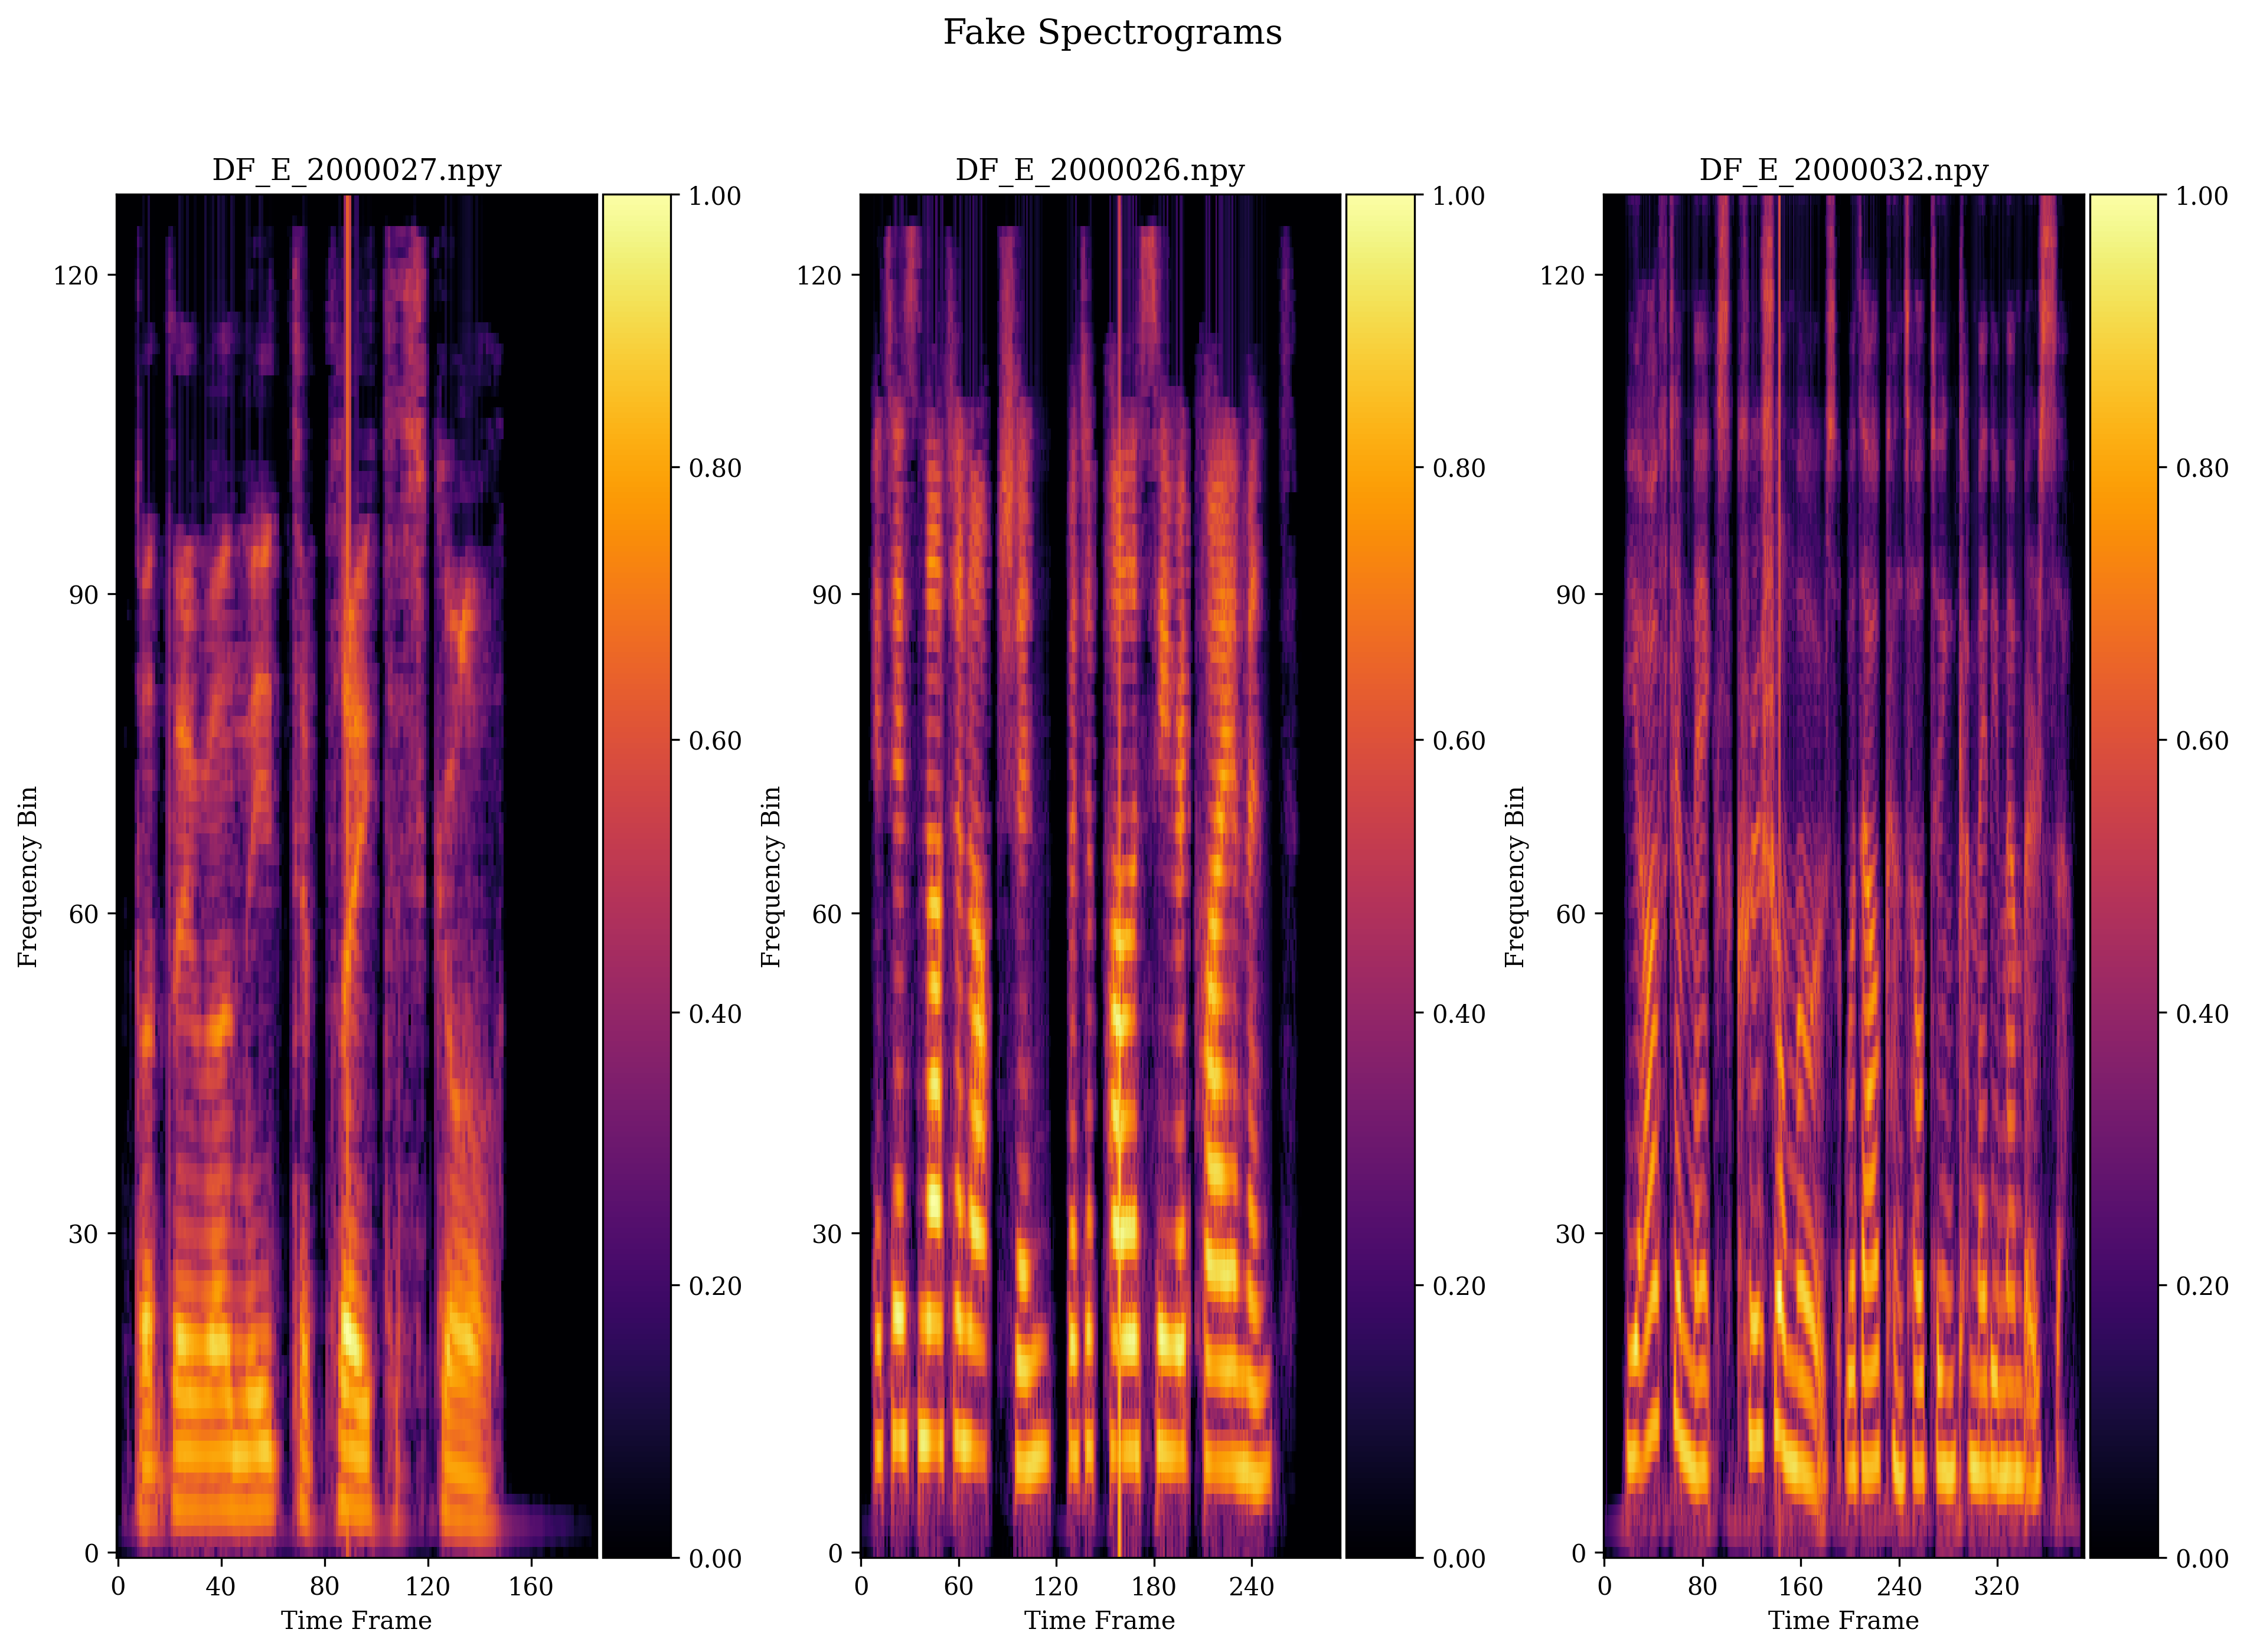 Fake Spectrograms
DF_E_2000027.npy
DF_E_2000026.npy
DF_E_2000032.npy
Frequency Bin
120
90
60
30
0
0 40 80 120 160
Time Frame
1.00
0.80
0.60
0.40
0.20
0.00
Frequency Bin
120
90
60
30
0
0 60 120 180 240
Time Frame
1.00
0.80
0.60
0.40
0.20
0.00
Frequency Bin
120
90
60
30
0
0 80 160 240 320
Time Frame
1.00
0.80
0.60
0.40
0.20
0.00